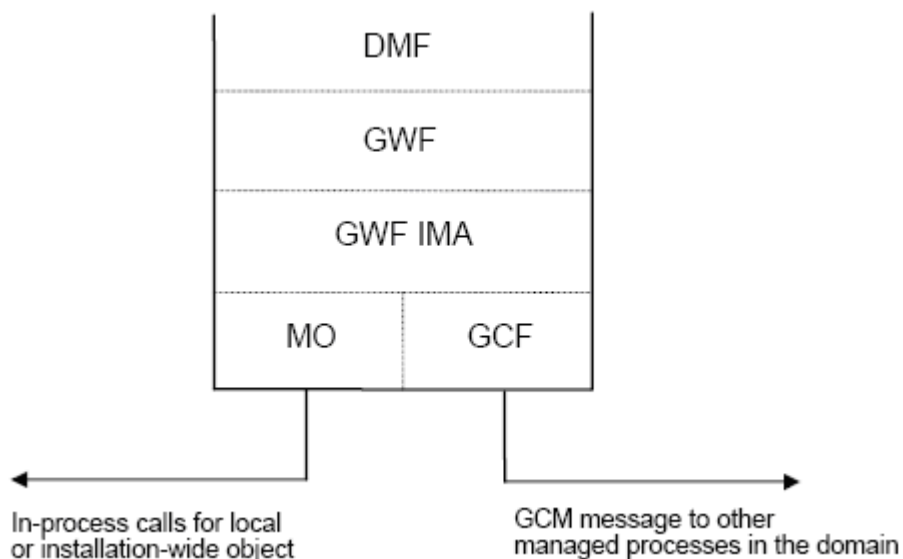 DMF
GWF
GWF IMA
MO
GCF
In-process calls for local
or installation-wide object
GCM message to other
managed processes in the domain